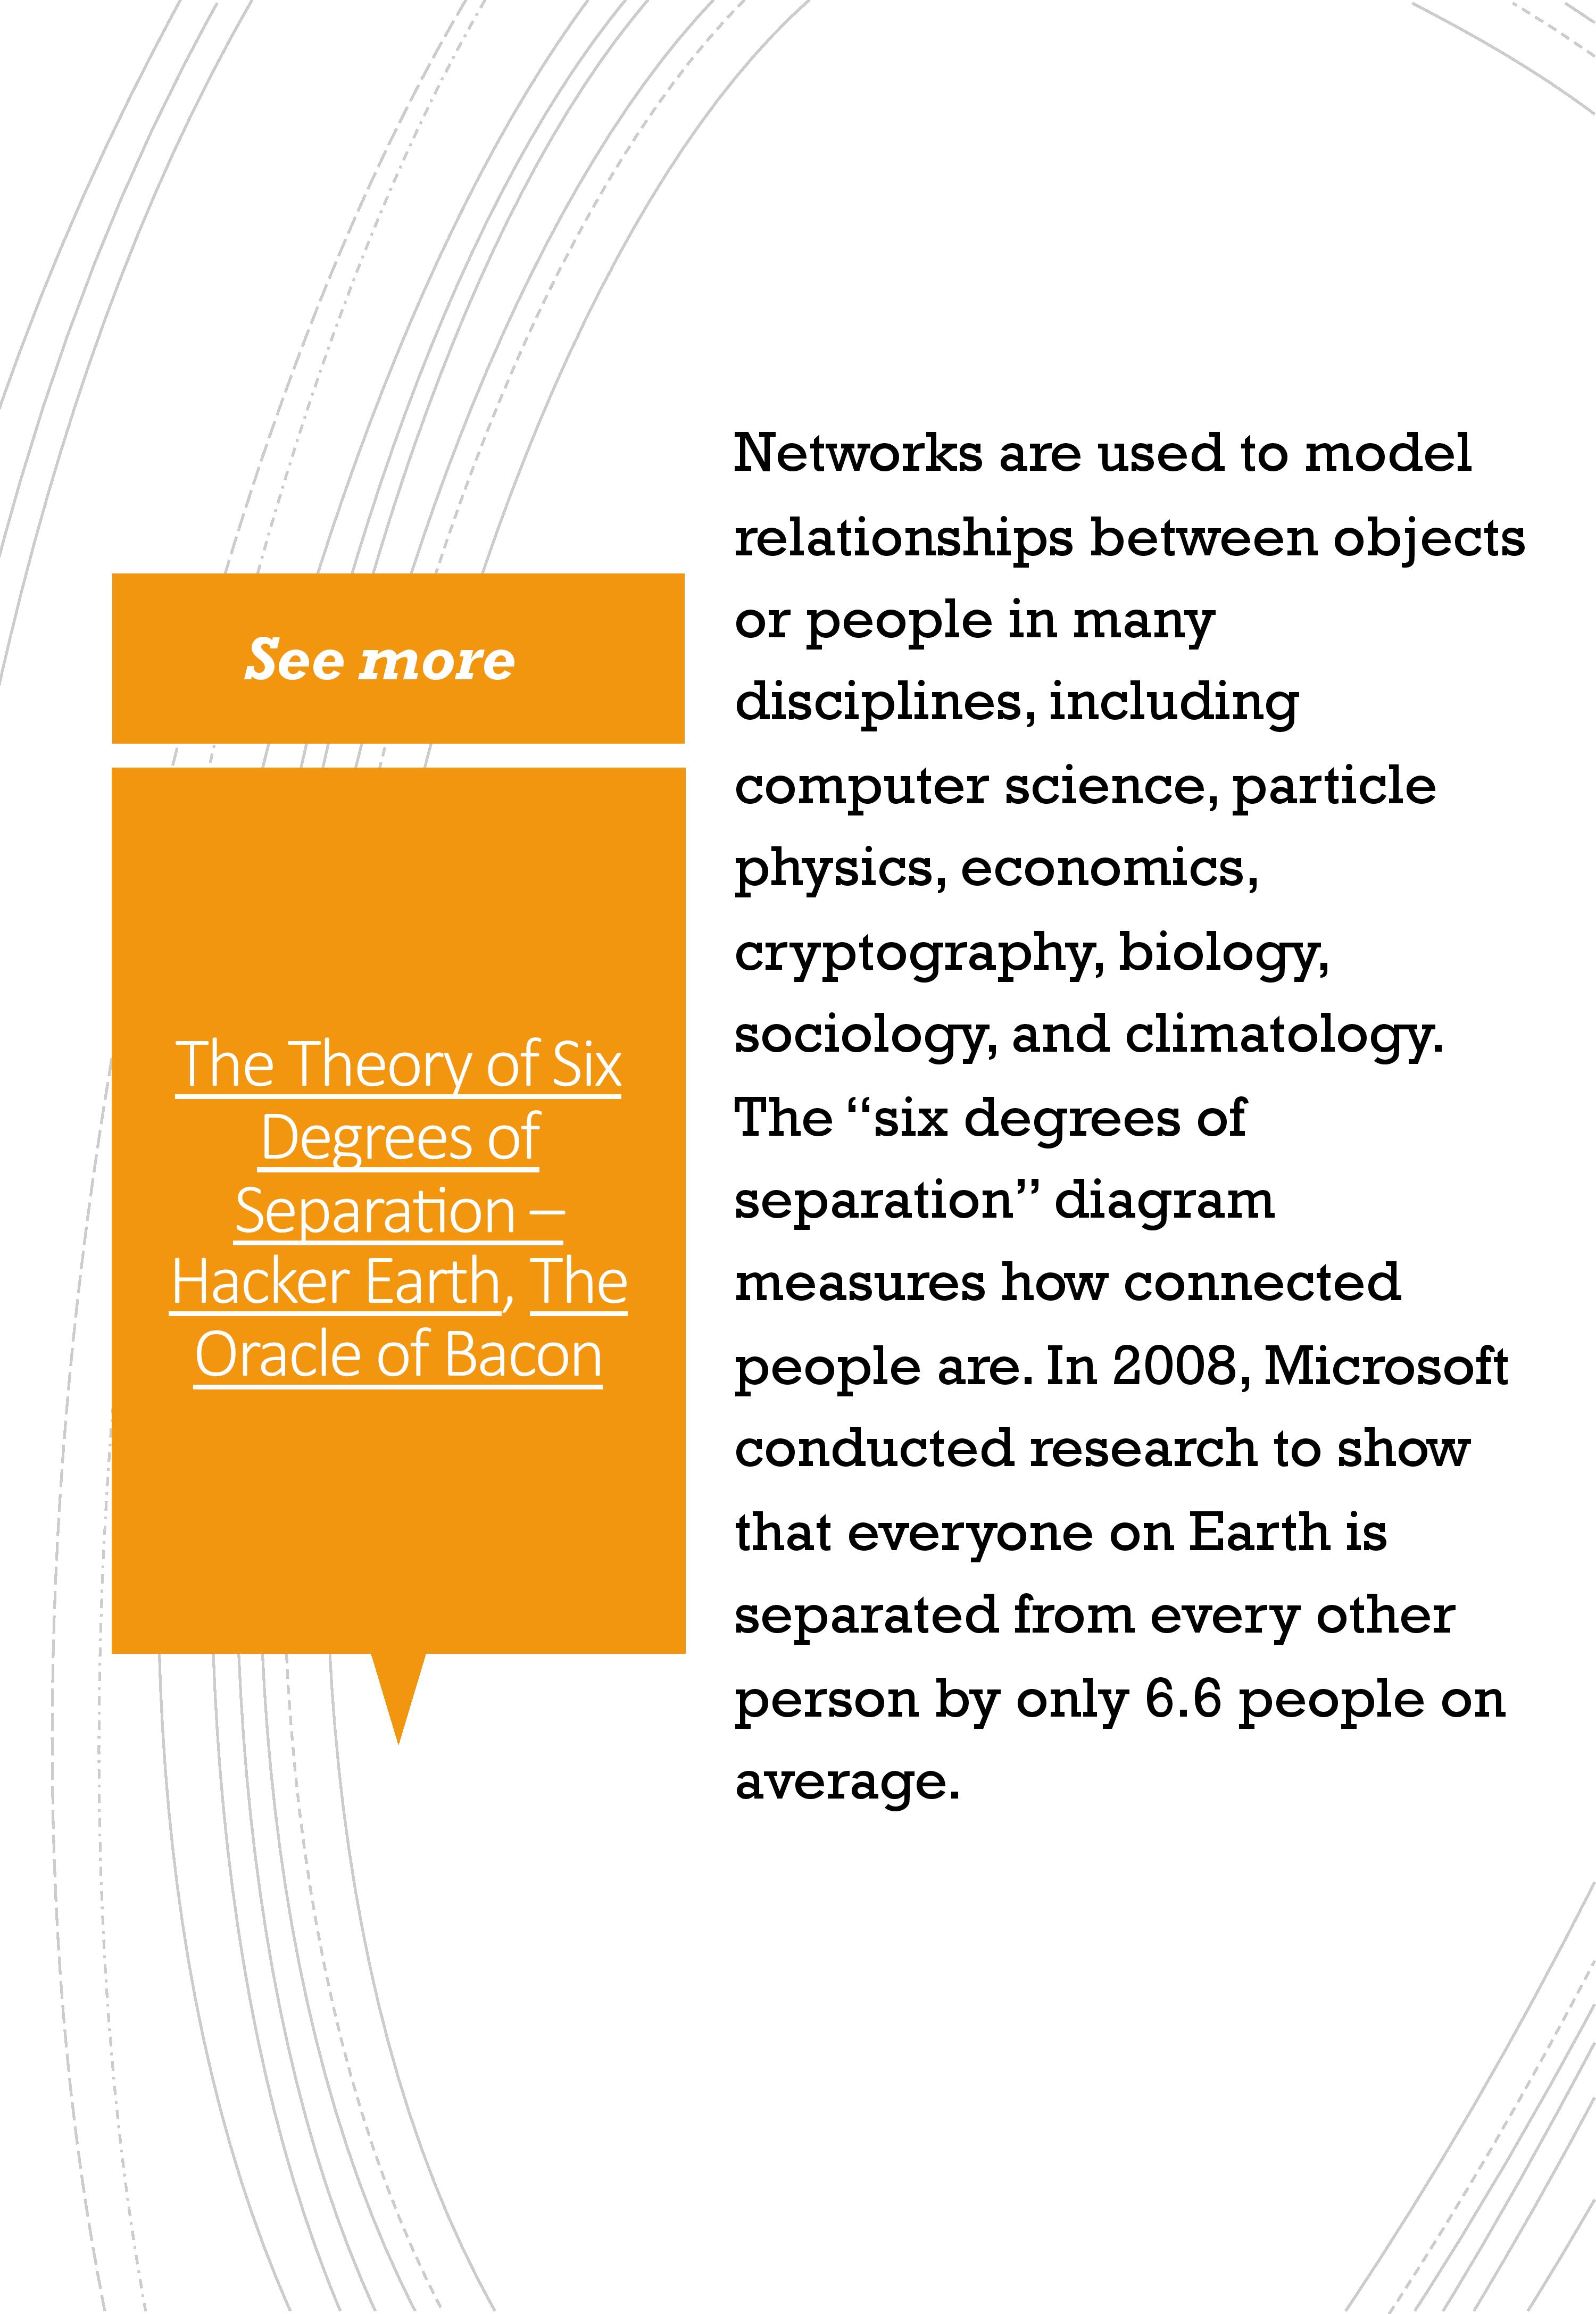 See more
The Theory of Six
Degrees of
Separation –
Hacker Earth, The
Oracle of Bacon
Networks are used to model
relationships between objects
or people in many
disciplines, including
computer science, particle
physics, economics,
cryptography, biology,
sociology, and climatology.
The “six degrees of
separation” diagram
measures how connected
people are. In 2008, Microsoft
conducted research to show
that everyone on Earth is
separated from every other
person by only 6.6 people on
average.